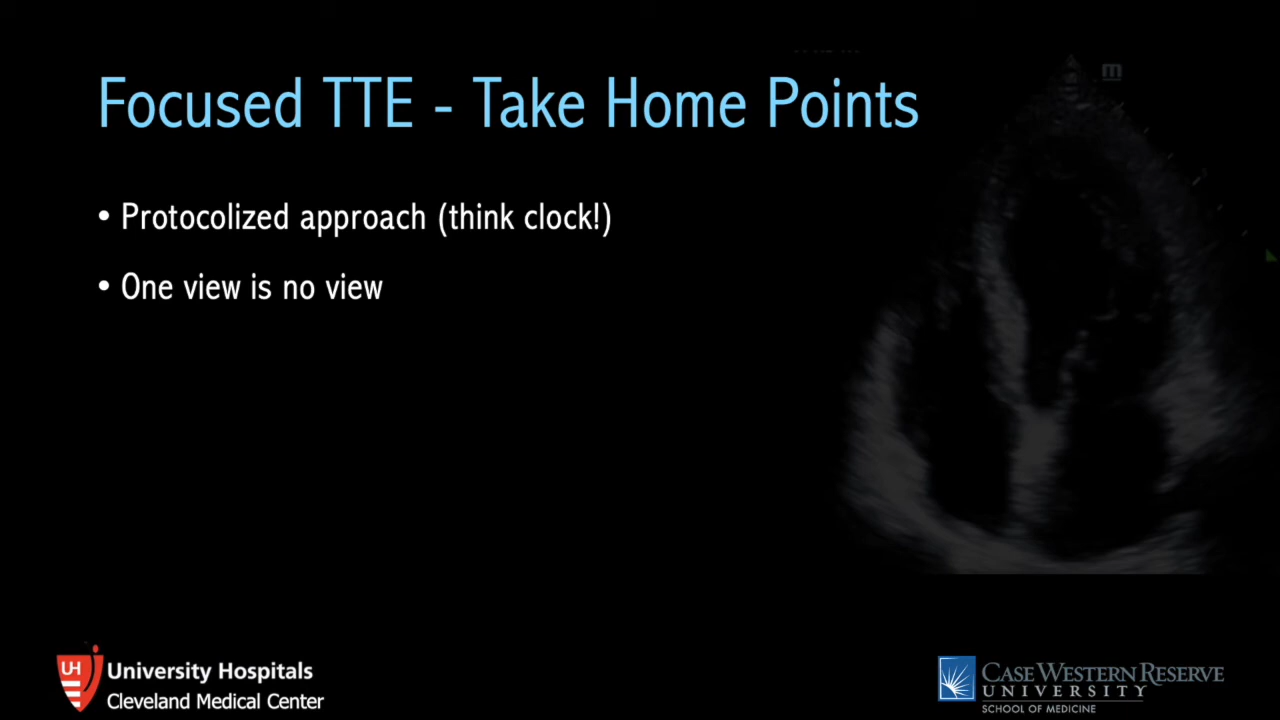 Focused TTE - Take Home Points
• Protocolized approach (think clock!)
• One view is no view
m
UH
University Hospitals
Cleveland Medical Center
CASE WESTERN RESERVE
UNIVERSITY
SCHOOL OF MEDICINE